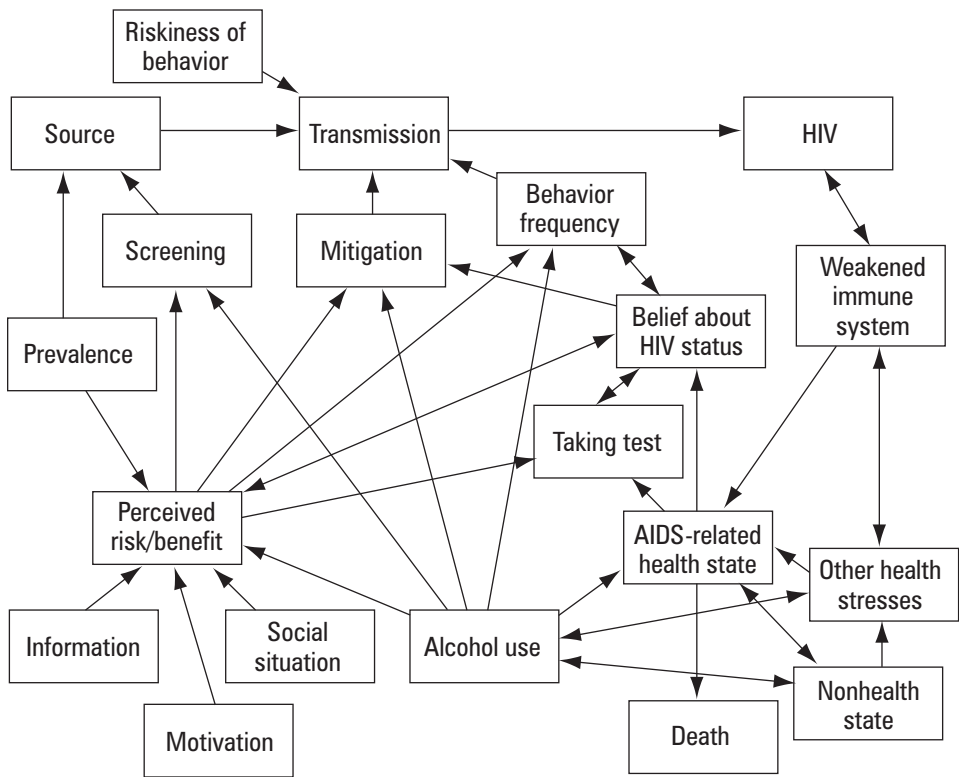 Riskiness of
behavior
Source
Transmission
HIV
Behavior
frequency
Screening
Mitigation
Weakened
immune
system
Belief about
HIV status
Prevalence
Taking test
Perceived
risk/benefit
AIDS-related
health state
Other health
stresses
Information
Social
situation
Alcohol use
Nonhealth
state
Motivation
Death